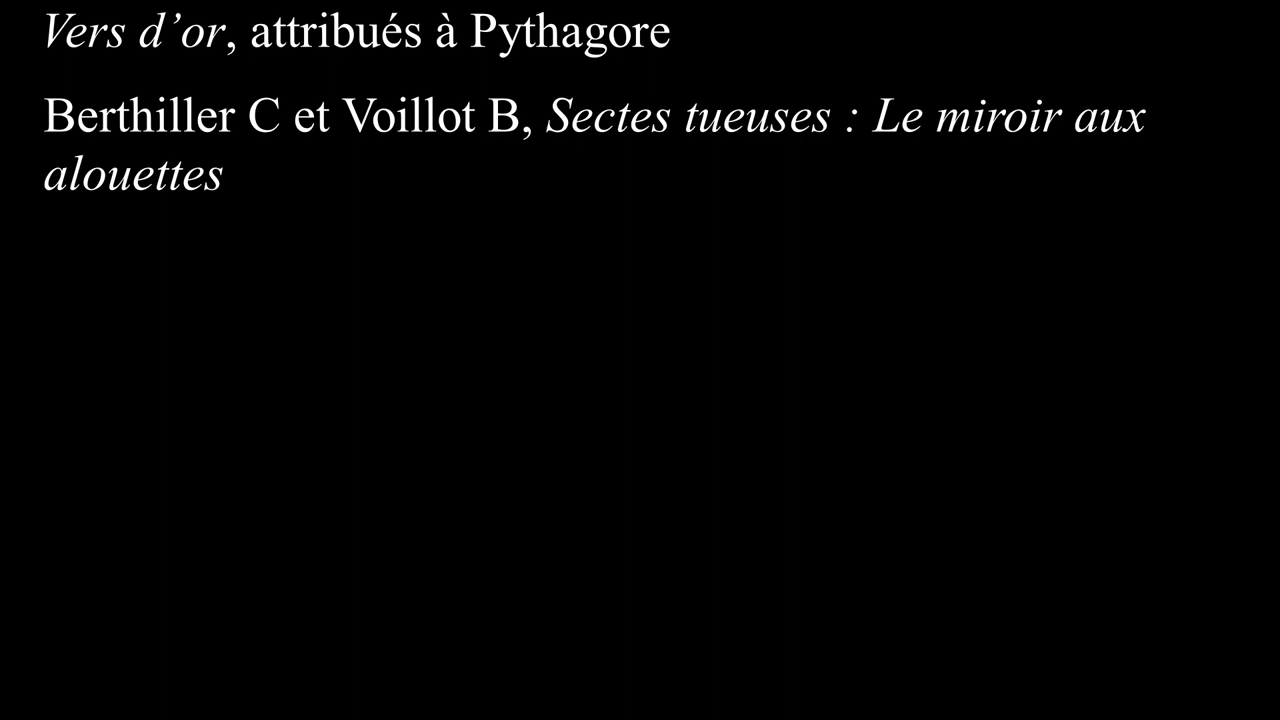 Vers d’or, attribués à Pythagore
Berthiller C et Voillot B, Sectes tueuses : Le miroir aux
alouettes